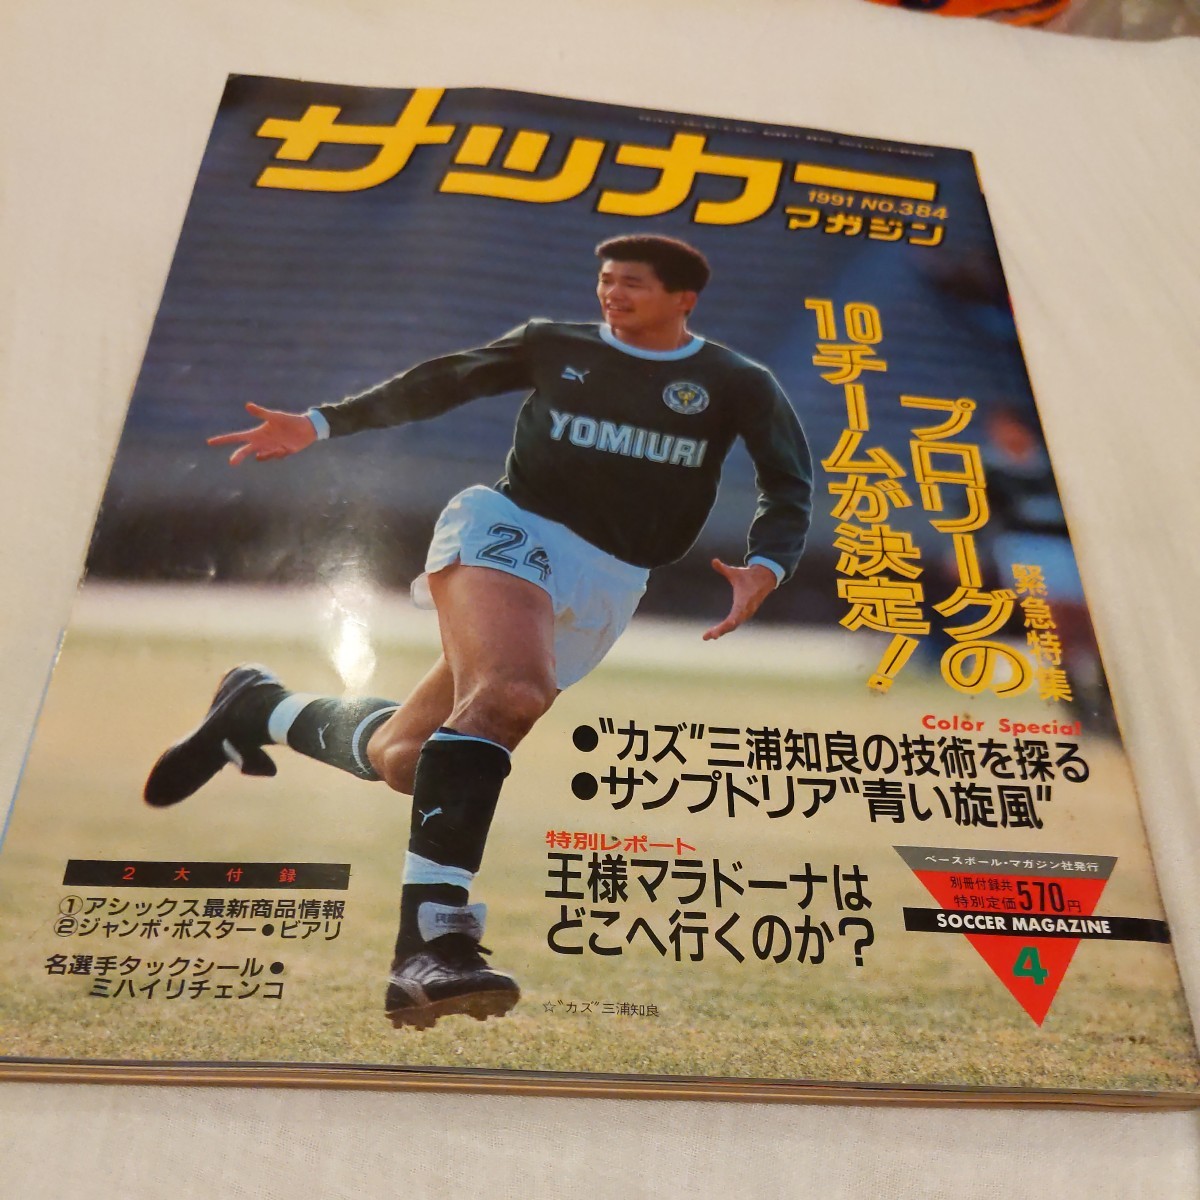 サッカー
1991 NO.384
マガジン
緊急特集
プロリーグの
10チームが決定!
YOMIURI
24
Color Special
●“カズ”三浦知良の技術を探る
●サンプドリア“青い旋風”
特別レポート
王様マラドーナは
どこへ行くのか?
2大付録
①アシックス最新商品情報
②ジャンボ・ポスター●ビアリ
名選手タックシール●
ミハイリチェンコ
☆“カズ”三浦知良
ベースボール・マガジン社発行
別冊付録共
特別定価570円
SOCCER MAGAZINE
4